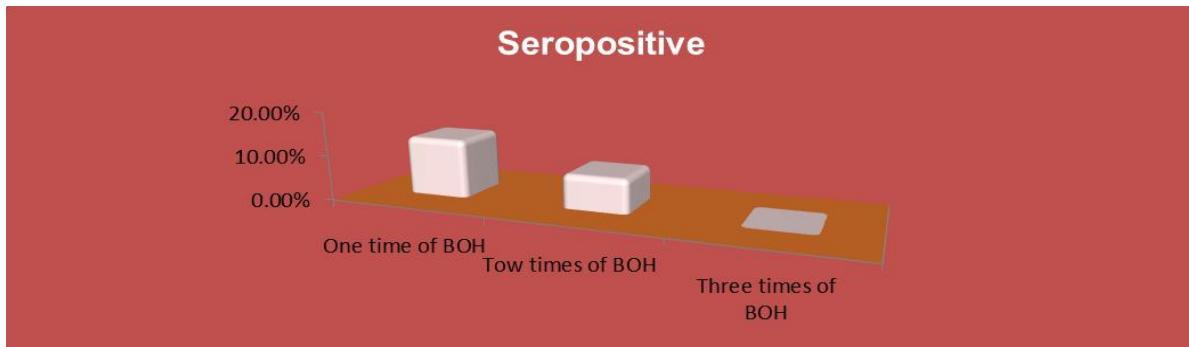 Seropositive
20.00%
10.00%
0.00%
One time of BOH
Tow times of BOH
Three times of
BOH